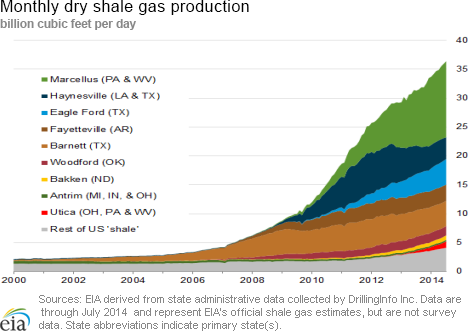 Monthly dry shale gas production
billion cubic feet per day
40
35
30
25
20
15
10
5
0
Marcellus (PA & WV)
Haynesville (LA & TX)
Eagle Ford (TX)
Fayetteville (AR)
Barnett (TX)
Woodford (OK)
Bakken (ND)
Antrim (MI, IN, & OH)
Utica (OH, PA & WV)
Rest of US 'shale'
2000 2002 2004 2006 2008 2010 2012 2014
eia
Sources: EIA derived from state administrative data collected by DrillingInfo Inc. Data are
through July 2014 and represent EIA's official shale gas estimates, but are not survey
data. State abbreviations indicate primary state(s).